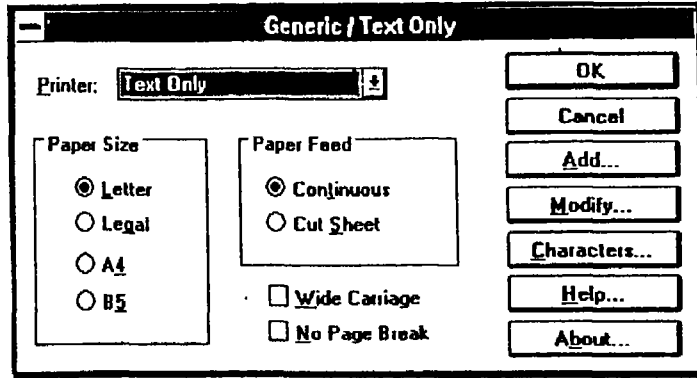 Generic / Text Only
Printer: Text Only
OK
Cancel
Add...
Modify...
Characters...
Help...
About...
Paper Size
Letter
Legal
A4
B5
Paper Feed
Continuous
Cut Sheet
Wide Carriage
No Page Break